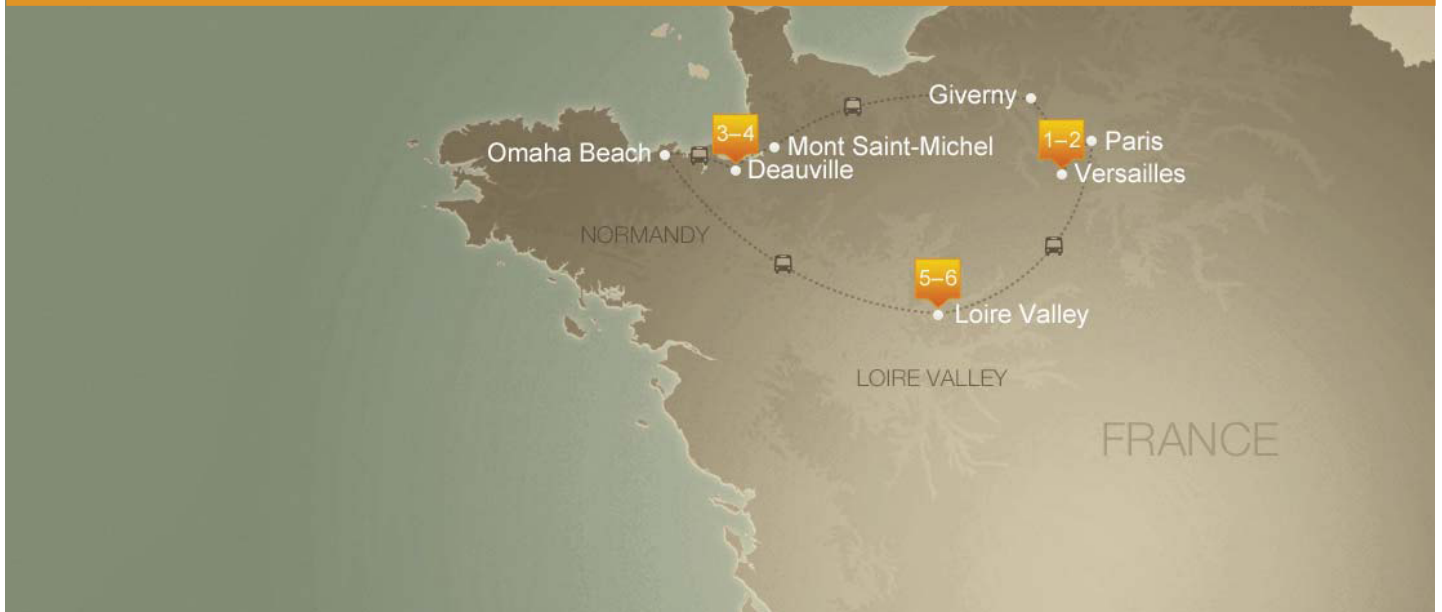 Giverny
3–4
1–2
Paris
Omaha Beach
Mont Saint-Michel
Deauville
Versailles
NORMANDY
5–6
Loire Valley
LOIRE VALLEY
FRANCE